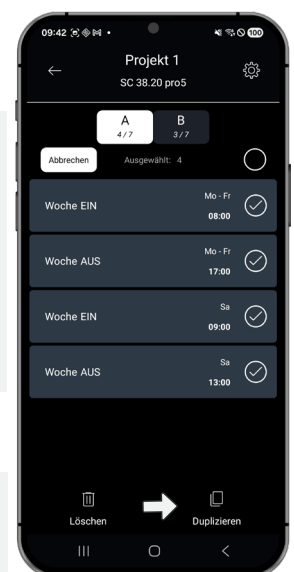 09:42
100
Projekt 1
SC 38.20 pro5
A
4/7
B
3/7
Abbrechen
Ausgewählt: 4
Woche EIN
Mo - Fr
08:00
Woche AUS
Mo - Fr
17:00
Woche EIN
Sa
09:00
Woche AUS
Sa
13:00
Löschen
Duplizieren